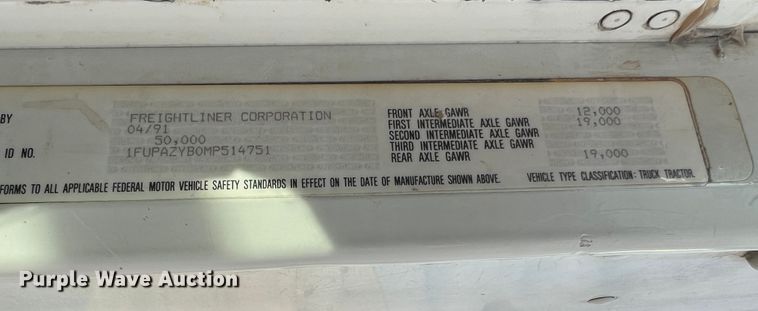 BY FREIGHTLINER CORPORATION
04/91
50,000
ID NO. 1FUPAZYB0MP514751
FRONT AXLE GAWR 12,000
FIRST INTERMEDIATE AXLE GAWR 19,000
SECOND INTERMEDIATE AXLE GAWR
THIRD INTERMEDIATE AXLE GAWR
REAR AXLE GAWR 19,000
FORMS TO ALL APPLICABLE FEDERAL MOTOR VEHICLE SAFETY STANDARDS IN EFFECT ON THE DATE OF MANUFACTURE SHOWN ABOVE. VEHICLE TYPE CLASSIFICATION: TRUCK TRACTOR.
Purple Wave Auction